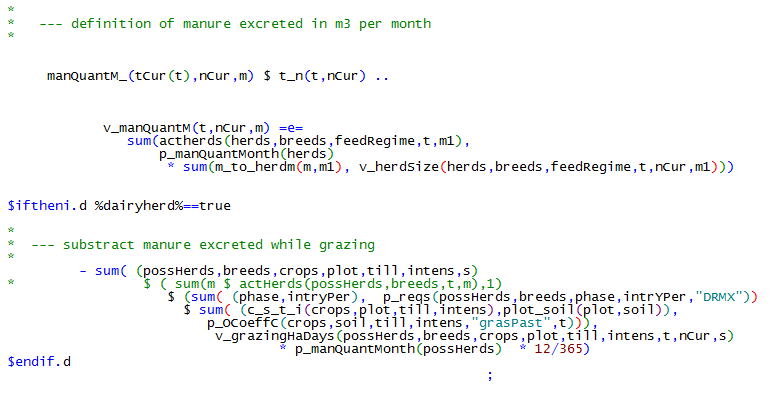 *
*   --- definition of manure excreted in m3 per month
*
manQuantM_(tCur(t),nCur,m) $ t_n(t,nCur) ..
v_manQuantM(t,nCur,m) =e=
sum(actherds(herds,breeds,feedRegime,t,m1),
p_manQuantMonth(herds)
* sum(m_to_herdm(m,m1), v_herdSize(herds,breeds,feedRegime,t,nCur,m1)))
$iftheni.d %dairyherd%==true
*
*  --- substract manure excreted while grazing
*
- sum( (possHerds,breeds,crops,plot,till,intens,s)
*                $ ( sum(m $ actHerds(possHerds,breeds,t,m),1)
$ (sum( (phase,intryPer),  p_reqs(possHerds,breeds,phase,intrYPer,"DRMX"))
$ sum( (c_s_t_i(crops,plot,till,intens),plot_soil(plot,soil)),
p_OCoeffC(crops,soil,till,intens,"grasPast",t))),
v_grazingHaDays(possHerds,breeds,crops,plot,till,intens,t,nCur,s)
* p_manQuantMonth(possHerds)  * 12/365)
$endif.d
;